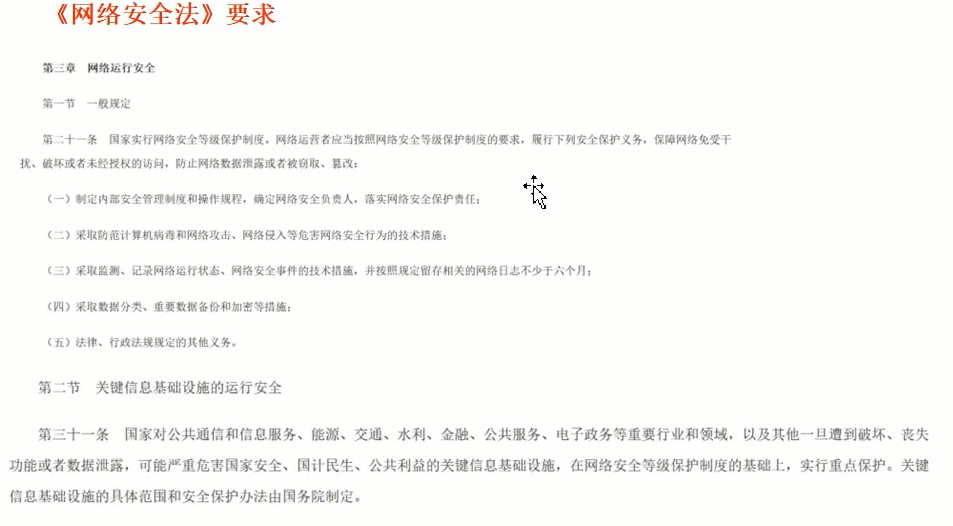 《网络安全法》要求
第三章 网络运行安全
第一节 一般规定
第二十一条 国家实行网络安全等级保护制度。网络运营者应当按照网络安全等级保护制度的要求，履行下列安全保护义务，保障网络免受干
扰、破坏或者未经授权的访问，防止网络数据泄露或者被窃取、篡改：
（一）制定内部安全管理制度和操作规程，确定网络安全负责人，落实网络安全保护责任；
（二）采取防范计算机病毒和网络攻击、网络侵入等危害网络安全行为的技术措施；
（三）采取监测、记录网络运行状态、网络安全事件的技术措施，并按照规定留存相关的网络日志不少于六个月；
（四）采取数据分类、重要数据备份和加密等措施；
（五）法律、行政法规规定的其他义务。
第二节 关键信息基础设施的运行安全
第三十一条 国家对公共通信和信息服务、能源、交通、水利、金融、公共服务、电子政务等重要行业和领域，以及其他一旦遭到破坏、丧失
功能或者数据泄露，可能严重危害国家安全、国计民生、公共利益的关键信息基础设施，在网络安全等级保护制度的基础上，实行重点保护。关键
信息基础设施的具体范围和安全保护办法由国务院制定。